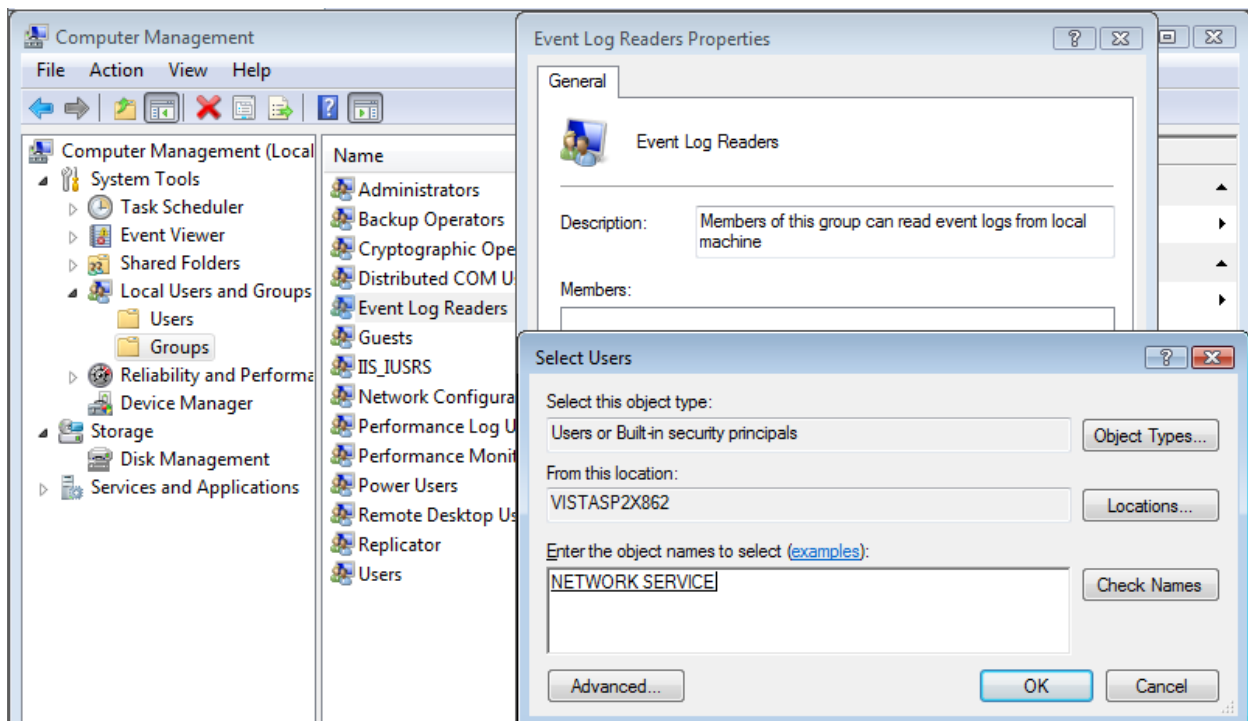 Computer Management
File Action View Help
Computer Management (Local
System Tools
Task Scheduler
Event Viewer
Shared Folders
Local Users and Groups
Users
Groups
Reliability and Performa
Device Manager
Storage
Disk Management
Services and Applications
Name
Administrators
Backup Operators
Cryptographic Ope
Distributed COM U
Event Log Readers
Guests
IIS_IUSRS
Network Configura
Performance Log U
Performance Monit
Power Users
Remote Desktop Us
Replicator
Users
Event Log Readers Properties
General
Event Log Readers
Description:
Members of this group can read event logs from local
machine
Members:
Select Users
Select this object type:
Users or Built-in security principals
Object Types...
From this location:
VISTASP2X862
Locations...
Enter the object names to select (examples):
NETWORK SERVICE
Check Names
Advanced...
OK
Cancel